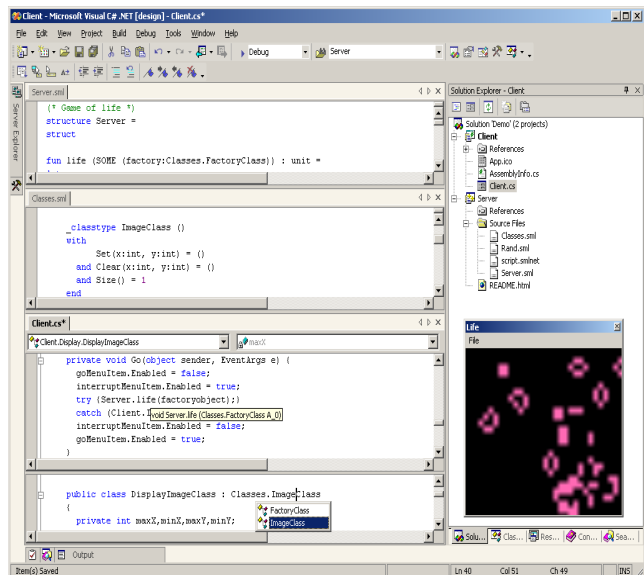 Client - Microsoft Visual C# .NET [design] - Client.cs*
File Edit View Project Build Debug Tools Window Help
Debug Server
Server Explorer
Server.sml
(* Game of life *)
structure Server =
struct
fun life (SOME (factory:Classes.FactoryClass)) : unit =
Classes.sml
_classtype ImageClass ()
with
Set(x:int, y:int) = ()
and Clear(x:int, y:int) = ()
and Size() = 1
end
Client.cs*
Client.Display.DisplayImageClass maxX
private void Go(object sender, EventArgs e) {
goMenuItem.Enabled = false;
interruptMenuItem.Enabled = true;
try {Server.life(factoryobject);}
catch (Client.I
void Server.life (Classes.FactoryClass A_0)
interruptMenuItem.Enabled = false;
goMenuItem.Enabled = true;
}
public class DisplayImageClass : Classes.ImageClass
{
private int maxX,minX,maxY,minY;
FactoryClass
ImageClass
Output
Solution Explorer - Client
Solution 'Demo' (2 projects)
Client
References
App.ico
AssemblyInfo.cs
Client.cs
Server
References
Source Files
Classes.sml
Rand.sml
script.smlnet
Server.sml
README.html
Life
File
Solu... Clas... Res... Con... Sea...
Item(s) Saved Ln 40 Col 51 Ch 49 INS